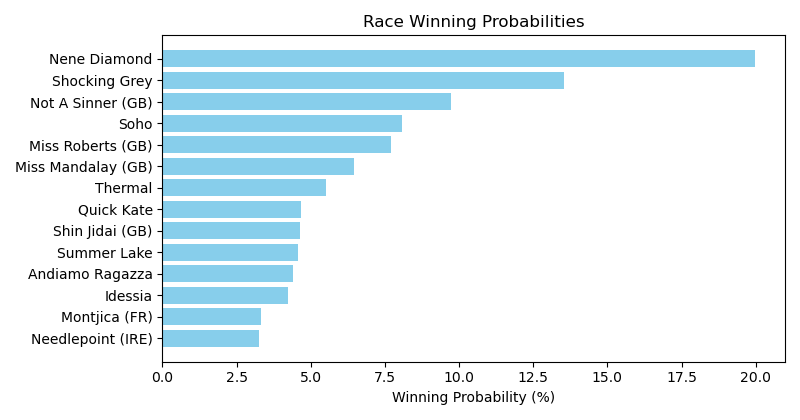 Race Winning Probabilities
Nene Diamond
Shocking Grey
Not A Sinner (GB)
Soho
Miss Roberts (GB)
Miss Mandalay (GB)
Thermal
Quick Kate
Shin Jidai (GB)
Summer Lake
Andiamo Ragazza
Idessia
Montjica (FR)
Needlepoint (IRE)
0.0 2.5 5.0 7.5 10.0 12.5 15.0 17.5 20.0
Winning Probability (%)